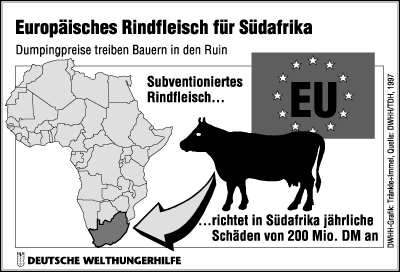 Europäisches Rindfleisch für Südafrika
Dumpingpreise treiben Bauern in den Ruin
Subventioniertes
Rindfleisch...
EU
...richtet in Südafrika jährliche
Schäden von 200 Mio. DM an
DEUTSCHE WELTHUNGERHILFE
DWHH-Grafik: Tränkle+Immel, Quelle: DWHH/TDH, 1997